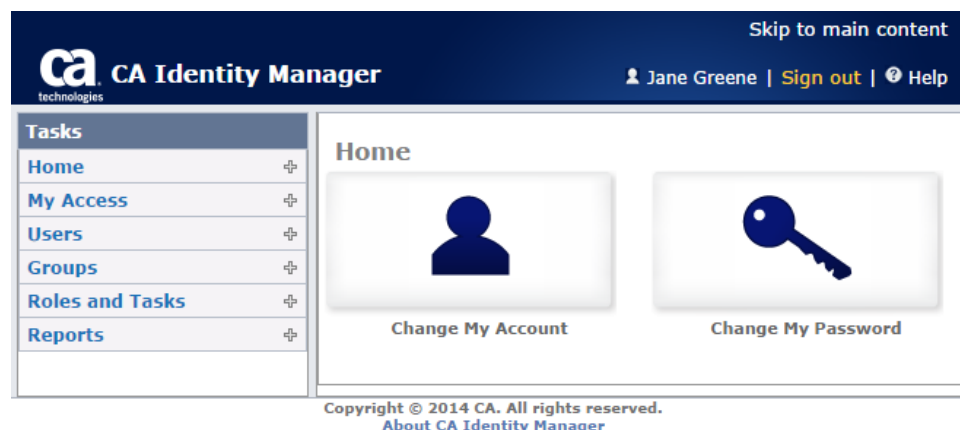 Skip to main content
ca
technologies
CA Identity Manager
Jane Greene | Sign out | ? Help
Tasks
Home
My Access
Users
Groups
Roles and Tasks
Reports
Home
Change My Account
Change My Password
Copyright © 2014 CA. All rights reserved.
About CA Identity Manager